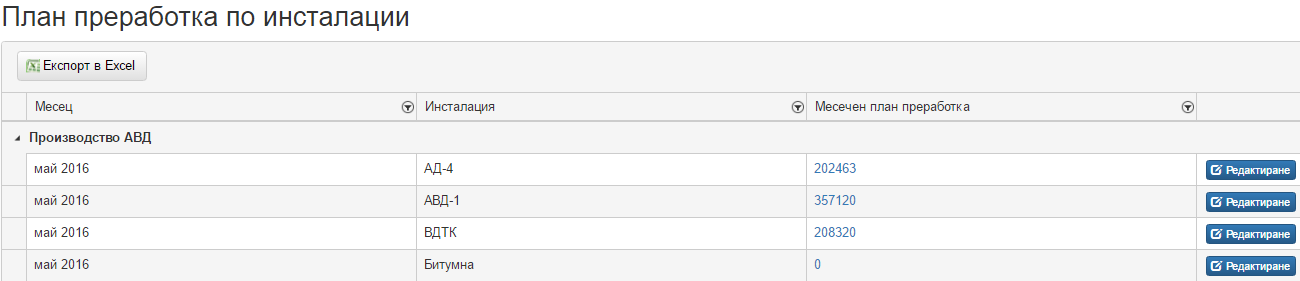 План преработка по инсталации
Експорт в Excel
Месец Инсталация Месечен план преработка
Производство АВД
май 2016 АД-4 202463 Редактиране
май 2016 АВД-1 357120 Редактиране
май 2016 ВДТК 208320 Редактиране
май 2016 Битумна 0 Редактиране